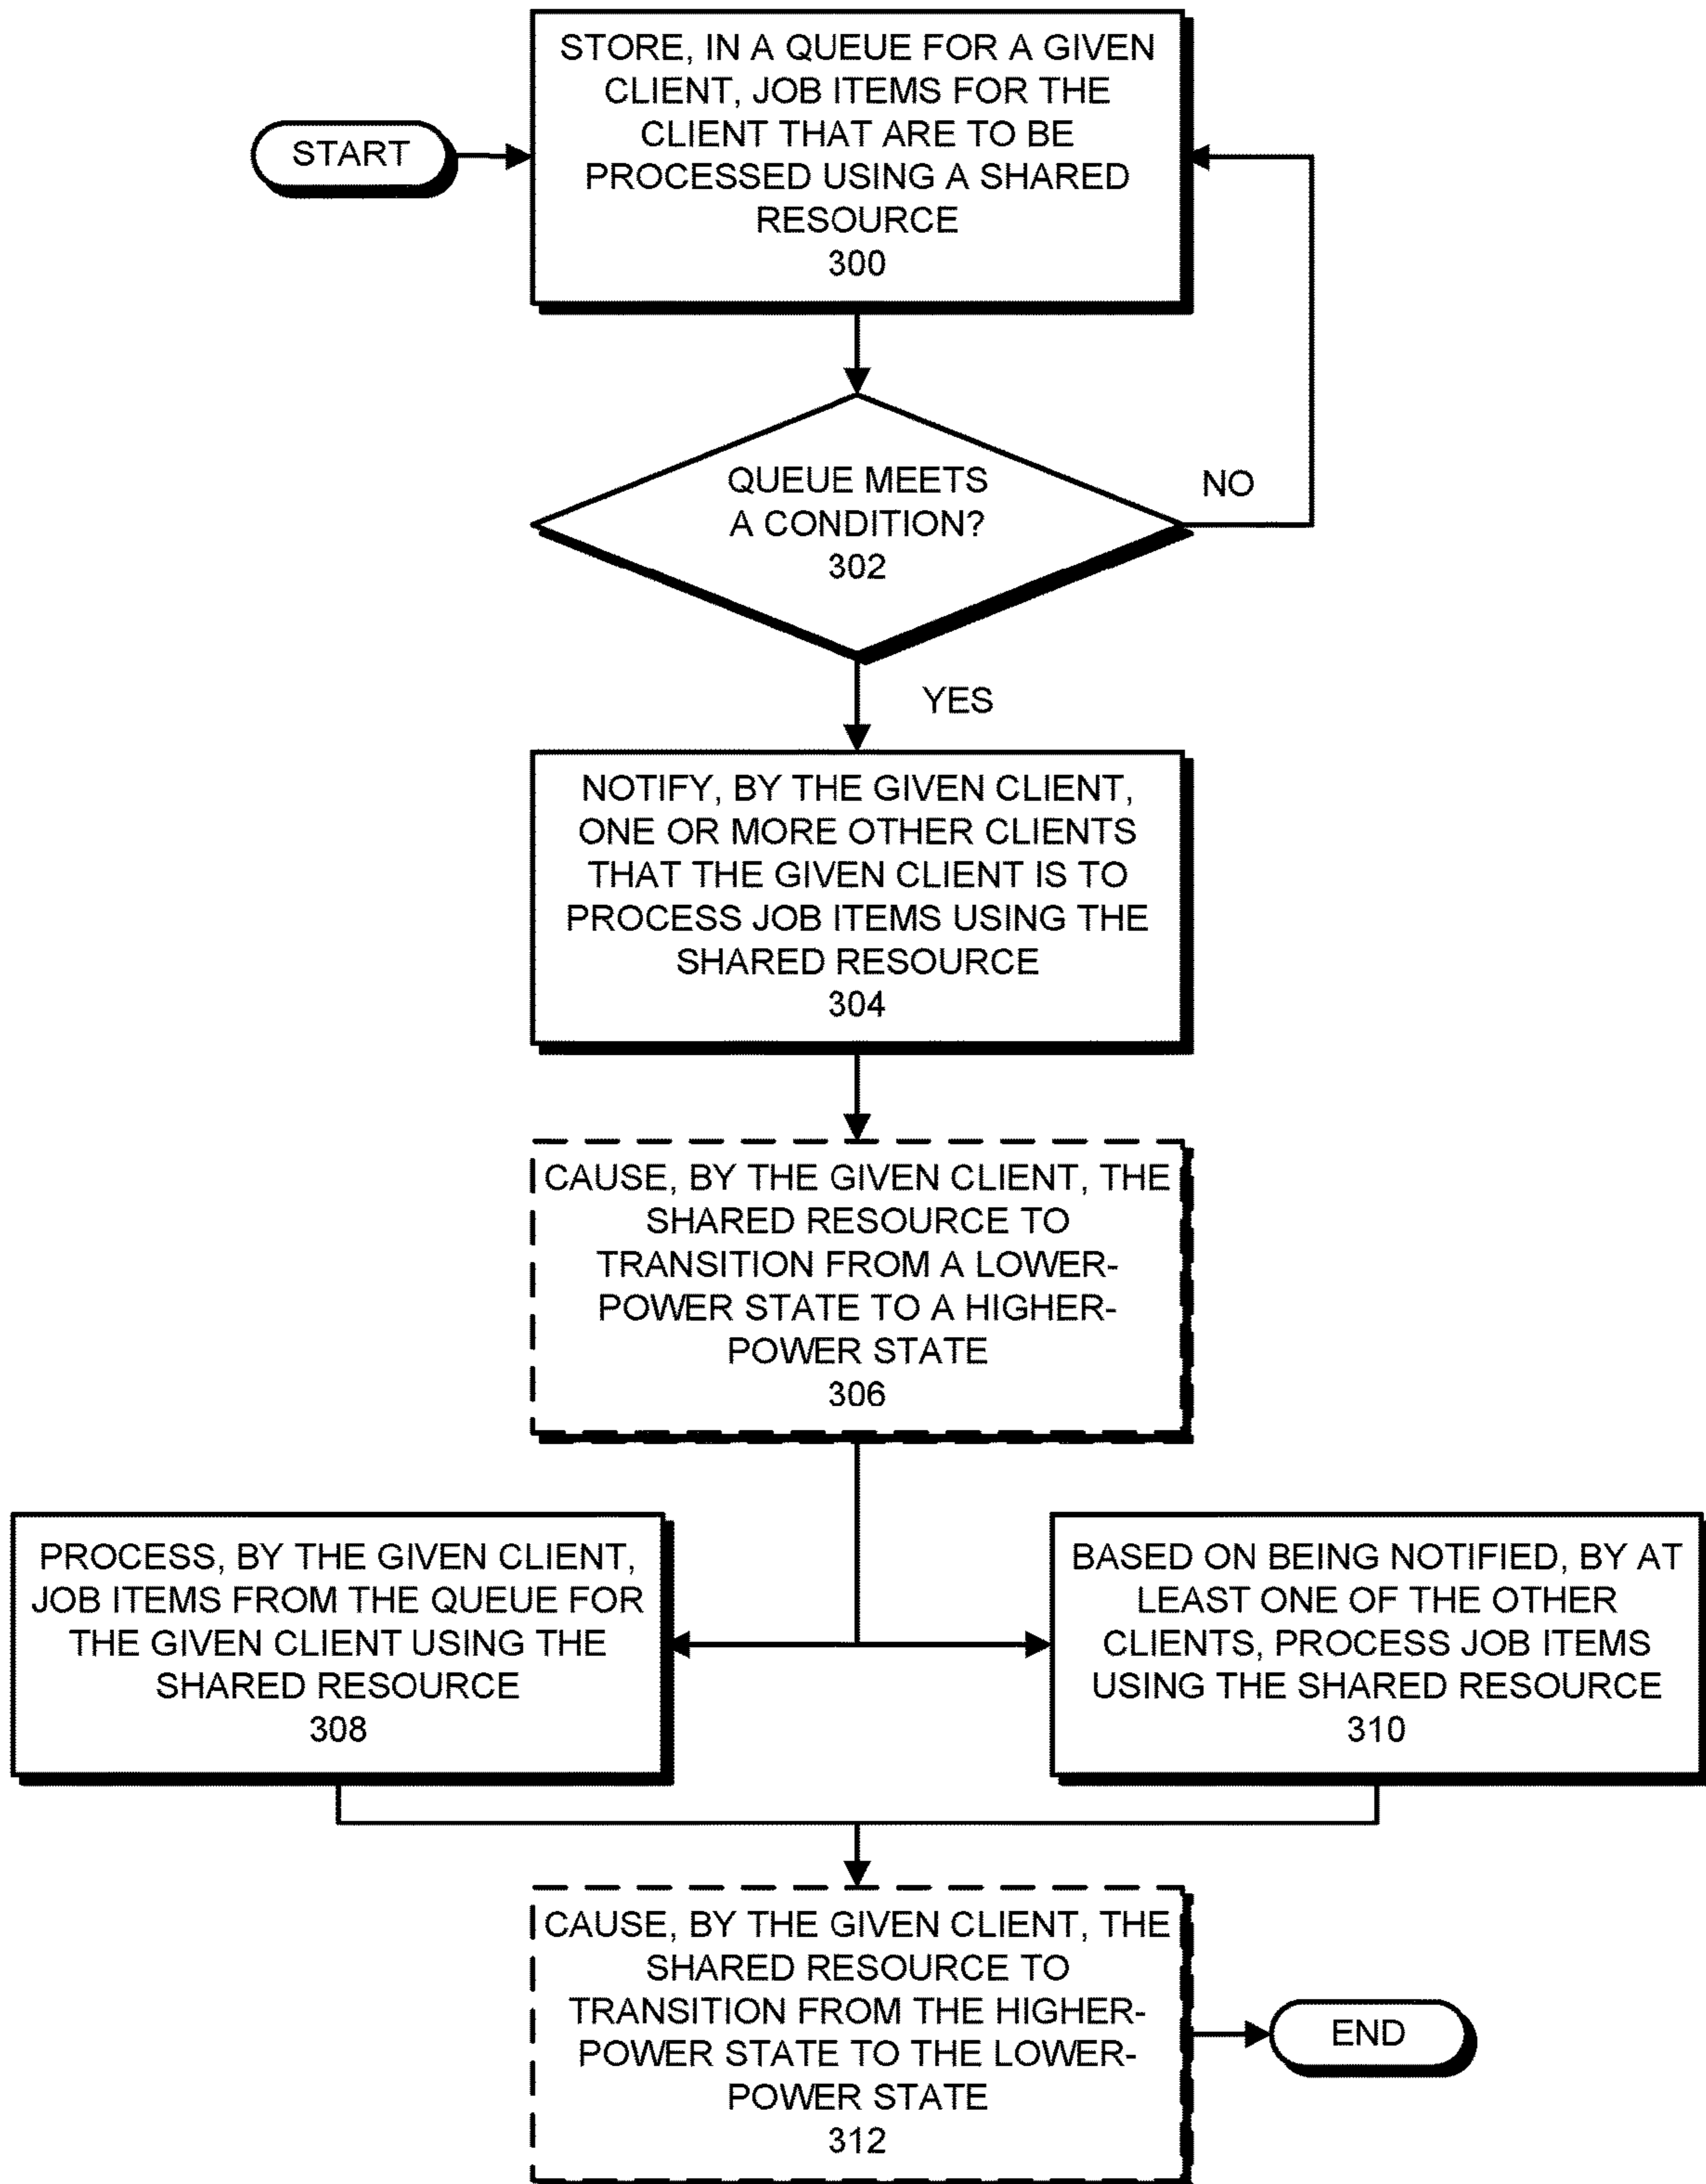 STORE, IN A QUEUE FOR A GIVEN
CLIENT, JOB ITEMS FOR THE
CLIENT THAT ARE TO BE
PROCESSED USING A SHARED
RESOURCE
300
START
QUEUE MEETS
A CONDITION?
302
NO
YES
NOTIFY, BY THE GIVEN CLIENT,
ONE OR MORE OTHER CLIENTS
THAT THE GIVEN CLIENT IS TO
PROCESS JOB ITEMS USING THE
SHARED RESOURCE
304
CAUSE, BY THE GIVEN CLIENT, THE
SHARED RESOURCE TO
TRANSITION FROM A LOWER-
POWER STATE TO A HIGHER-
POWER STATE
306
PROCESS, BY THE GIVEN CLIENT,
JOB ITEMS FROM THE QUEUE FOR
THE GIVEN CLIENT USING THE
SHARED RESOURCE
308
BASED ON BEING NOTIFIED, BY AT
LEAST ONE OF THE OTHER
CLIENTS, PROCESS JOB ITEMS
USING THE SHARED RESOURCE
310
CAUSE, BY THE GIVEN CLIENT, THE
SHARED RESOURCE TO
TRANSITION FROM THE HIGHER-
POWER STATE TO THE LOWER-
POWER STATE
312
END